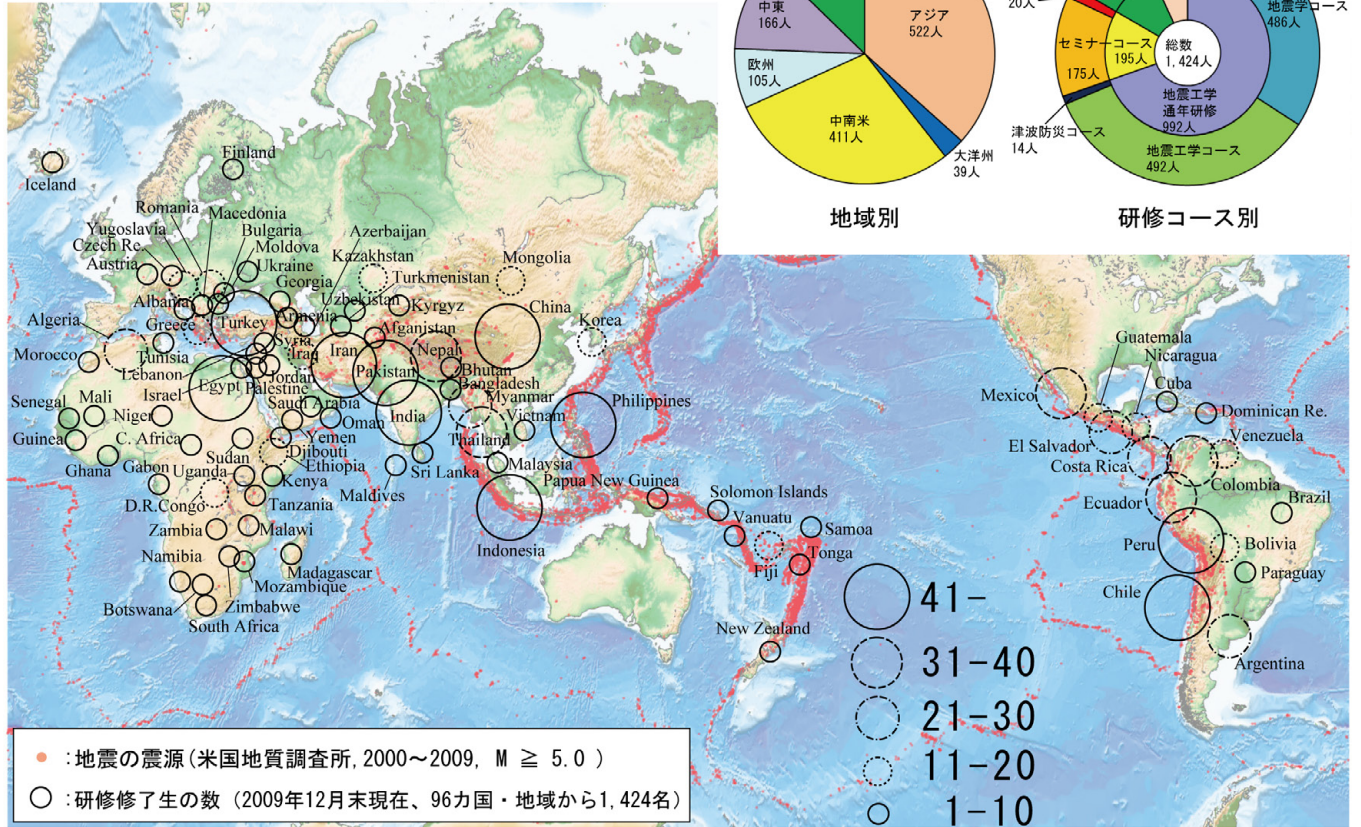 中東
166人
アジア
522人
欧州
105人
中南米
411人
大洋州
39人
地域別
20人
地震学コース
486人
セミナーコース
195人
175人
総数
1,424人
地震工学
通年研修
992人
津波防災コース
14人
地震工学コース
492人
研修コース別
Iceland
Finland
Romania
Macedonia
Yugoslavia
Bulgaria
Czech Re.
Moldova
Austria
Ukraine
Georgia
Azerbaijan
Kazakhstan
Turkmenistan
Mongolia
Albania
Uzbekistan
Kyrgyz
China
Algeria
Greece
Turkey
Armenia
Afganistan
Korea
Morocco
Tunisia
Syria
Iraq
Iran
Nepal
Lebanon
Pakistan
Bhutan
Israel
Egypt
Jordan
Palestine
Bangladesh
Senegal
Mali
Niger
Saudi Arabia
India
Myanmar
Philippines
Oman
Vietnam
Guinea
C. Africa
Yemen
Thailand
Djibouti
Ghana
Gabon
Sudan
Ethiopia
Sri Lanka
Malaysia
Uganda
Kenya
Maldives
Papua New Guinea
D.R.Congo
Tanzania
Solomon Islands
Zambia
Malawi
Vanuatu
Samoa
Indonesia
Namibia
Madagascar
Fiji
Tonga
Mozambique
Botswana
Zimbabwe
South Africa
New Zealand
Guatemala
Nicaragua
Mexico
Cuba
Dominican Re.
El Salvador
Venezuela
Costa Rica
Colombia
Ecuador
Brazil
Peru
Bolivia
Chile
Paraguay
Argentina
41-
31-40
21-30
11-20
1-10
:地震の震源(米国地質調査所,2000～2009, M ≧ 5.0 )
:研修修了生の数 (2009年12月末現在、96カ国・地域から1,424名)